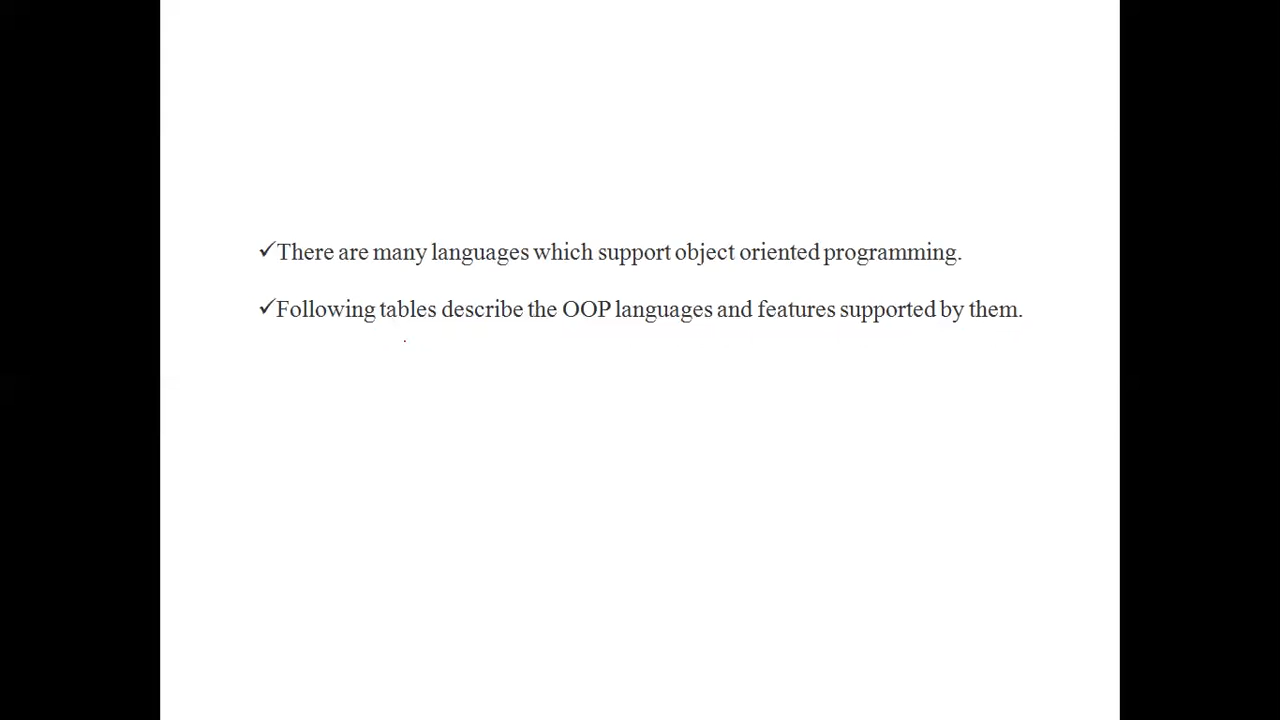 ✓There are many languages which support object oriented programming.
✓Following tables describe the OOP languages and features supported by them.